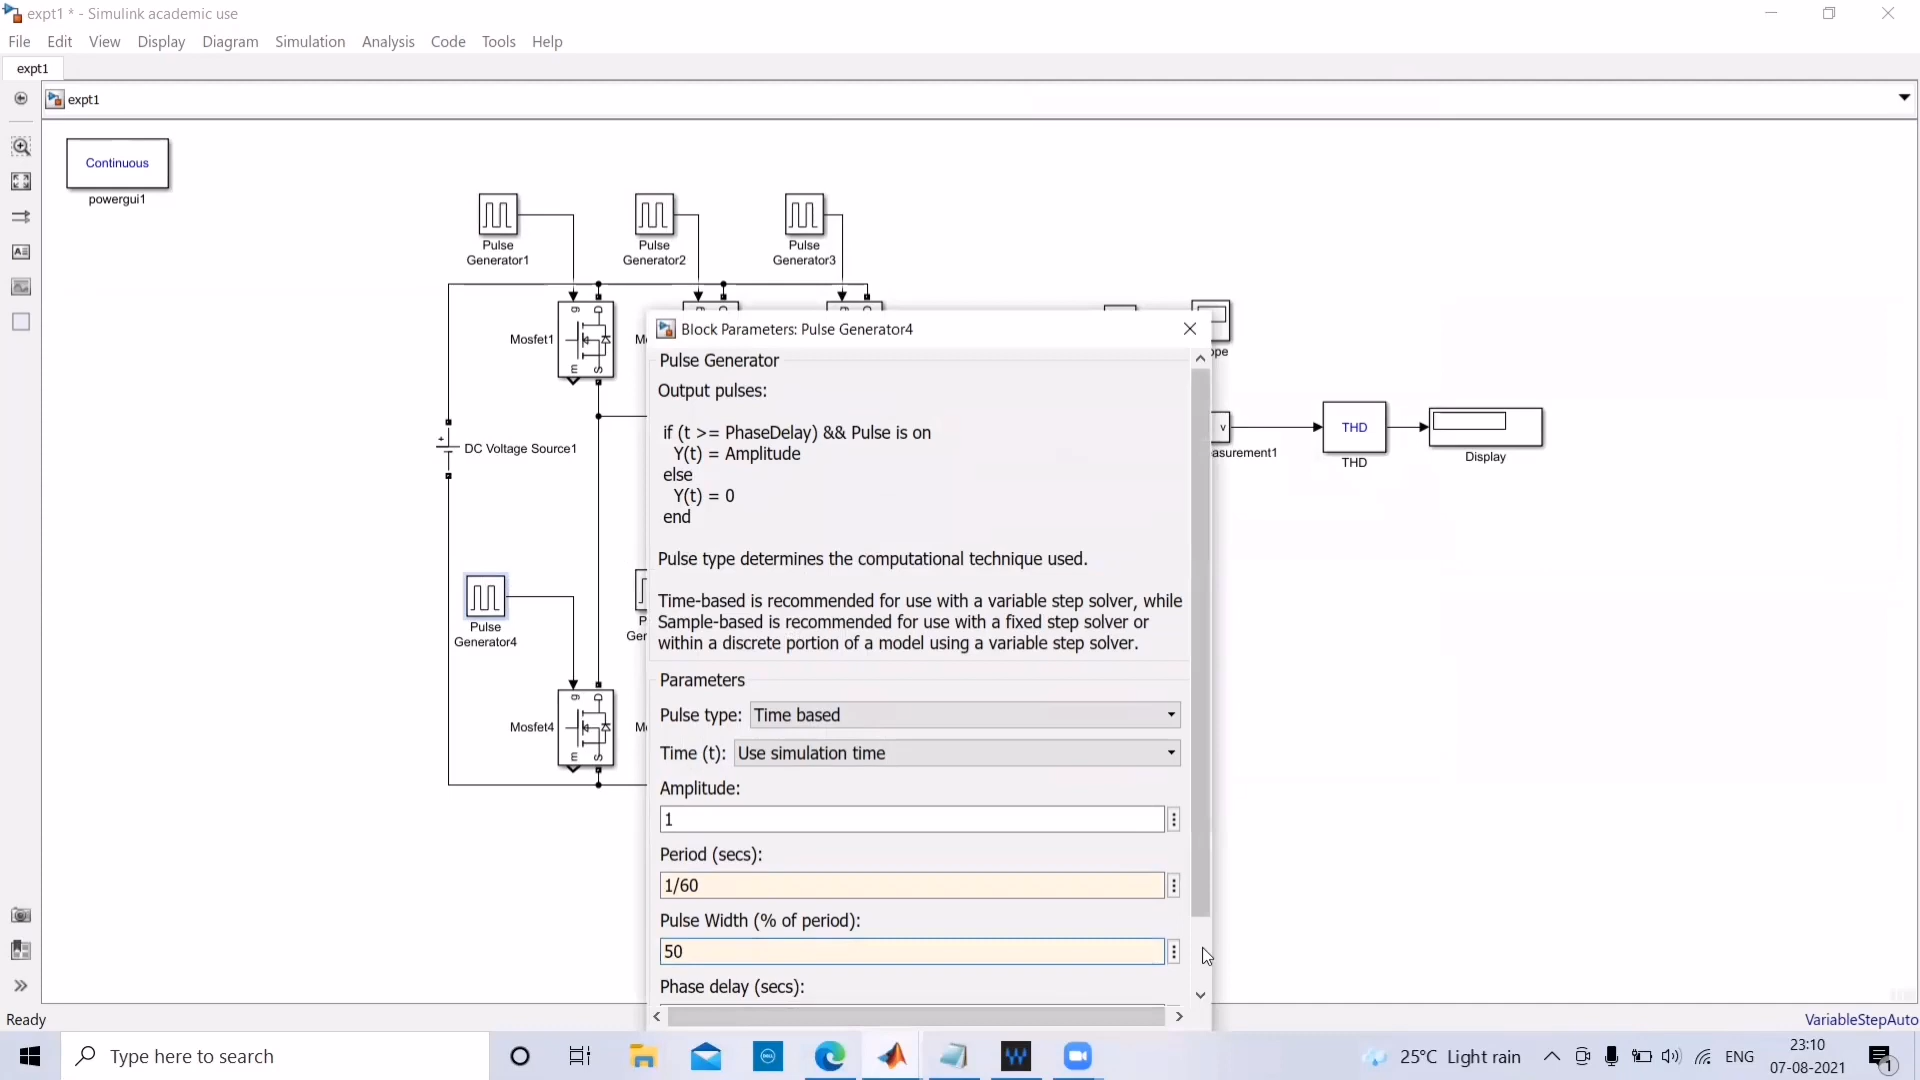 expt1 * - Simulink academic use
File Edit View Display Diagram Simulation Analysis Code Tools Help
expt1
expt1
Continuous
powergui1
Pulse
Generator1
Pulse
Generator2
Pulse
Generator3
g D
Mosfet1
m S
DC Voltage Source1
+
Pulse
Generator4
g D
Mosfet4
m S
v
asurement1
THD
THD
Display
Block Parameters: Pulse Generator4
Pulse Generator
Output pulses:
if (t >= PhaseDelay) && Pulse is on
Y(t) = Amplitude
else
Y(t) = 0
end
Pulse type determines the computational technique used.
Time-based is recommended for use with a variable step solver, while
Sample-based is recommended for use with a fixed step solver or
within a discrete portion of a model using a variable step solver.
Parameters
Pulse type: Time based
Time (t): Use simulation time
Amplitude:
1
Period (secs):
1/60
Pulse Width (% of period):
50
Phase delay (secs):
Ready
VariableStepAuto
Type here to search
25°C Light rain
ENG
23:10
07-08-2021
1